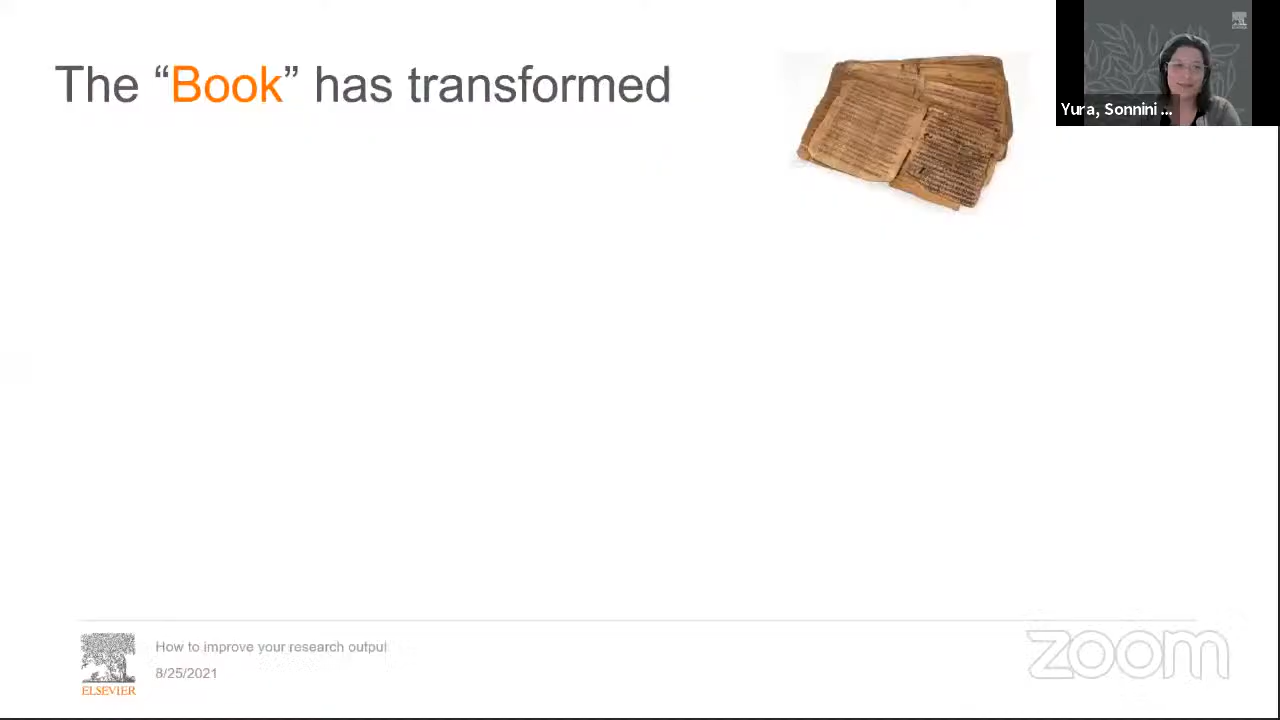 The “Book” has transformed
Yura, Sonnini ...
How to improve your research output
8/25/2021
ELSEVIER
zoom